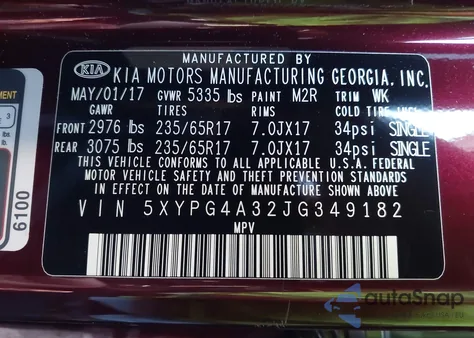 MANUFACTURED BY
KIA KIA MOTORS MANUFACTURING GEORGIA, INC.
MAY/01/17 GVWR 5335 lbs PAINT M2R TRIM WK
GAWR TIRES RIMS COLD TIRE INF.
FRONT 2976 lbs 235/65R17 7.0JX17 34psi SINGLE
REAR 3075 lbs 235/65R17 7.0JX17 34psi SINGLE
THIS VEHICLE CONFORMS TO ALL APPLICABLE U.S.A. FEDERAL
MOTOR VEHICLE SAFETY AND THEFT PREVENTION STANDARDS
IN EFFECT ON THE DATE OF MANUFACTURE SHOWN ABOVE.
VIN 5XYPG4A32JG349182
MPV
3
6100
autoSnap